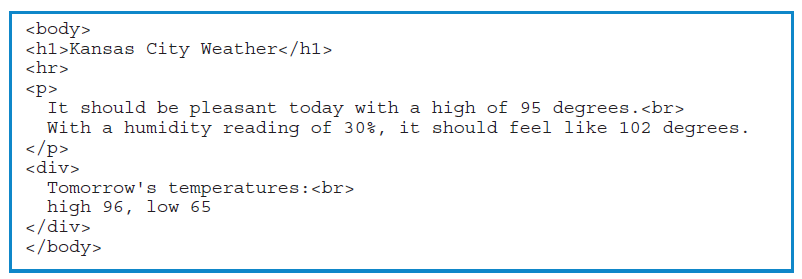 <body>
<h1>Kansas City Weather</h1>
<hr>
<p>
It should be pleasant today with a high of 95 degrees.<br>
With a humidity reading of 30%, it should feel like 102 degrees.
</p>
<div>
Tomorrow's temperatures:<br>
high 96, low 65
</div>
</body>